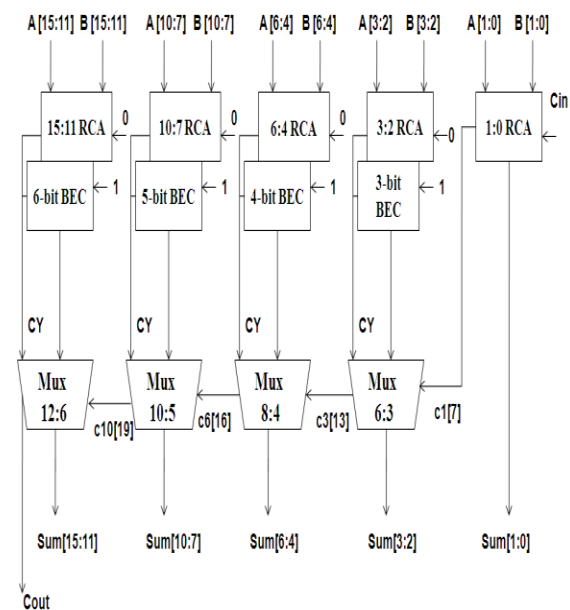 A[15:11] B[15:11] A[10:7] B[10:7] A[6:4] B[6:4] A[3:2] B[3:2] A[1:0] B[1:0]
Cin
15:11 RCA 0 10:7 RCA 0 6:4 RCA 3:2 RCA 0 1:0 RCA
6-bit BEC 1 5-bit BEC 1 4-bit BEC 1 3-bit BEC 1
CY CY CY CY
Mux 12:6 Mux 10:5 Mux 8:4 Mux 6:3
c10[19] c6[16] c3[13] c1[7]
Sum[15:11] Sum[10:7] Sum[6:4] Sum[3:2] Sum[1:0]
Cout